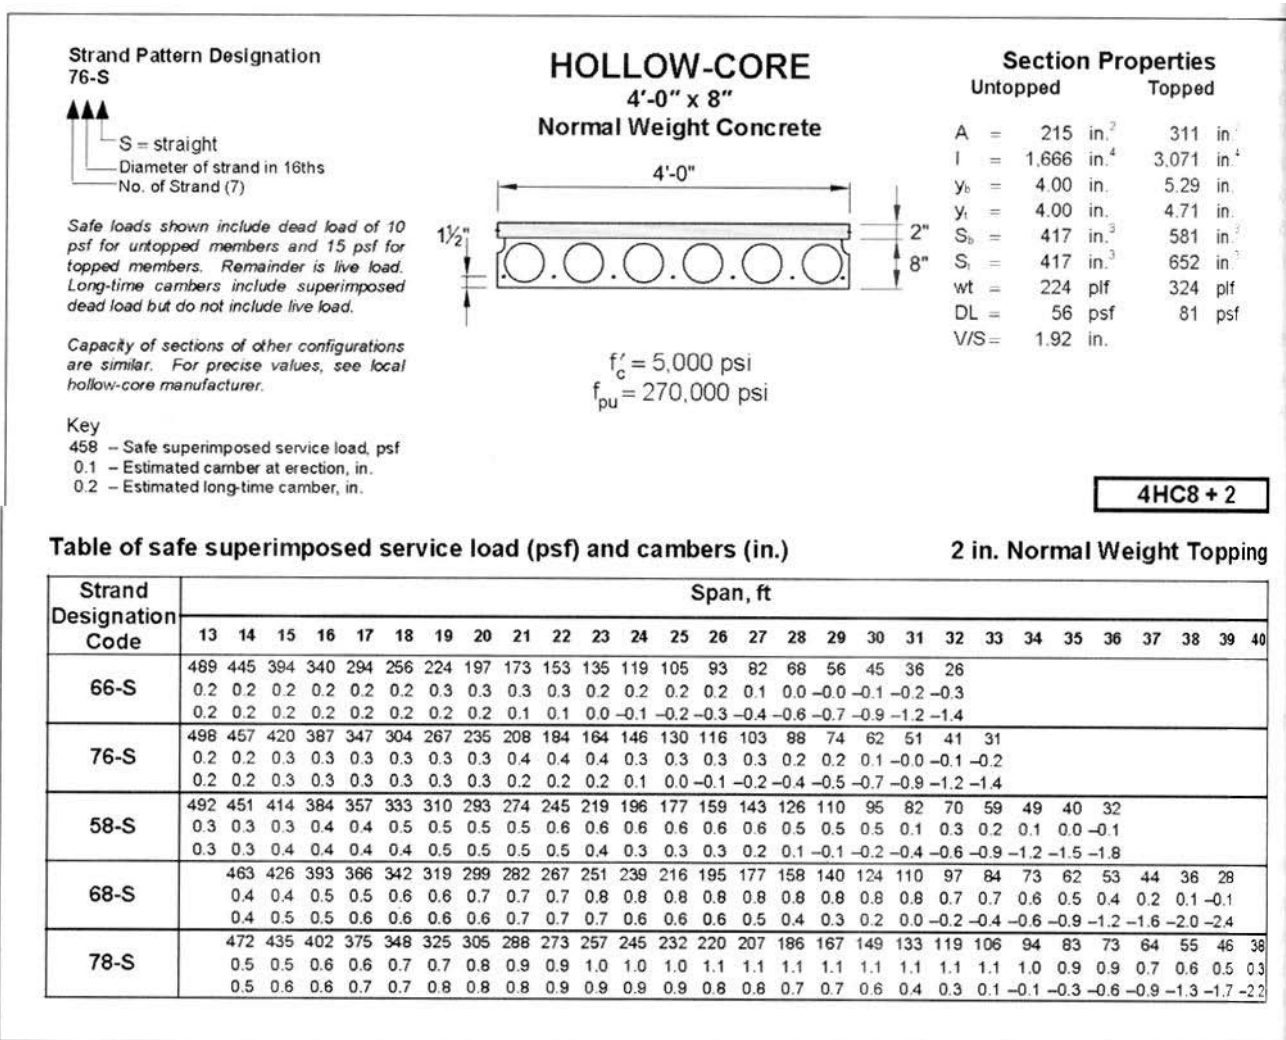 Strand Pattern Designation
76-S
S = straight
Diameter of strand in 16ths
No. of Strand (7)
Safe loads shown include dead load of 10
psf for untopped members and 15 psf for
topped members. Remainder is live load.
Long-time cambers include superimposed
dead load but do not include live load.
Capacity of sections of other configurations
are similar. For precise values, see local
hollow-core manufacturer.
Key
458 – Safe superimposed service load, psf
0.1 – Estimated camber at erection, in.
0.2 – Estimated long-time camber, in.
HOLLOW-CORE
4′-0″ x 8″
Normal Weight Concrete
4'-0"
1½"
2"
8"
f′c = 5,000 psi
fpu = 270,000 psi
Section Properties
Untopped Topped
A = 215 in.² 311 in.
I = 1,666 in.⁴ 3,071 in.⁴
yb = 4.00 in. 5.29 in.
yt = 4.00 in. 4.71 in.
Sb = 417 in.³ 581 in.³
St = 417 in.³ 652 in.³
wt = 224 plf 324 plf
DL = 56 psf 81 psf
V/S = 1.92 in.
4HC8 + 2
Table of safe superimposed service load (psf) and cambers (in.) 2 in. Normal Weight Topping
Strand Designation Code
Span, ft
13 14 15 16 17 18 19 20 21 22 23 24 25 26 27 28 29 30 31 32 33 34 35 36 37 38 39 40
66-S
489 445 394 340 294 256 224 197 173 153 135 119 105 93 82 68 56 45 36 26
0.2 0.2 0.2 0.2 0.2 0.2 0.3 0.3 0.3 0.3 0.2 0.2 0.2 0.2 0.1 0.0 –0.0 –0.1 –0.2 –0.3
0.2 0.2 0.2 0.2 0.2 0.2 0.2 0.2 0.1 0.1 0.0 –0.1 –0.2 –0.3 –0.4 –0.6 –0.7 –0.9 –1.2 –1.4
76-S
498 457 420 387 347 304 267 235 208 184 164 146 130 116 103 88 74 62 51 41 31
0.2 0.2 0.3 0.3 0.3 0.3 0.3 0.3 0.4 0.4 0.4 0.3 0.3 0.3 0.3 0.2 0.2 0.1 –0.0 –0.1 –0.2
0.2 0.2 0.3 0.3 0.3 0.3 0.3 0.3 0.2 0.2 0.2 0.1 0.0 –0.1 –0.2 –0.4 –0.5 –0.7 –0.9 –1.2 –1.4
58-S
492 451 414 384 357 333 310 293 274 245 219 196 177 159 143 126 110 95 82 70 59 49 40 32
0.3 0.3 0.3 0.4 0.4 0.5 0.5 0.5 0.5 0.6 0.6 0.6 0.6 0.6 0.6 0.5 0.5 0.5 0.1 0.3 0.2 0.1 0.0 –0.1
0.3 0.3 0.4 0.4 0.4 0.4 0.5 0.5 0.5 0.5 0.4 0.3 0.3 0.3 0.2 0.1 –0.1 –0.2 –0.4 –0.6 –0.9 –1.2 –1.5 –1.8
68-S
463 426 393 366 342 319 299 282 267 251 239 216 195 177 158 140 124 110 97 84 73 62 53 44 36 28
0.4 0.4 0.5 0.5 0.6 0.6 0.7 0.7 0.7 0.8 0.8 0.8 0.8 0.8 0.8 0.8 0.8 0.8 0.7 0.7 0.6 0.5 0.4 0.2 0.1 –0.1
0.4 0.5 0.5 0.6 0.6 0.6 0.6 0.7 0.7 0.7 0.6 0.6 0.6 0.5 0.4 0.3 0.2 0.0 –0.2 –0.4 –0.6 –0.9 –1.2 –1.6 –2.0 –2.4
78-S
472 435 402 375 348 325 305 288 273 257 245 232 220 207 186 167 149 133 119 106 94 83 73 64 55 46 38
0.5 0.5 0.6 0.6 0.7 0.7 0.8 0.9 0.9 1.0 1.0 1.0 1.1 1.1 1.1 1.1 1.1 1.1 1.1 1.1 1.0 0.9 0.9 0.7 0.6 0.5 0.3
0.5 0.6 0.6 0.7 0.7 0.8 0.8 0.8 0.9 0.9 0.9 0.9 0.8 0.8 0.7 0.7 0.6 0.4 0.3 0.1 –0.1 –0.3 –0.6 –0.9 –1.3 –1.7 –2.2